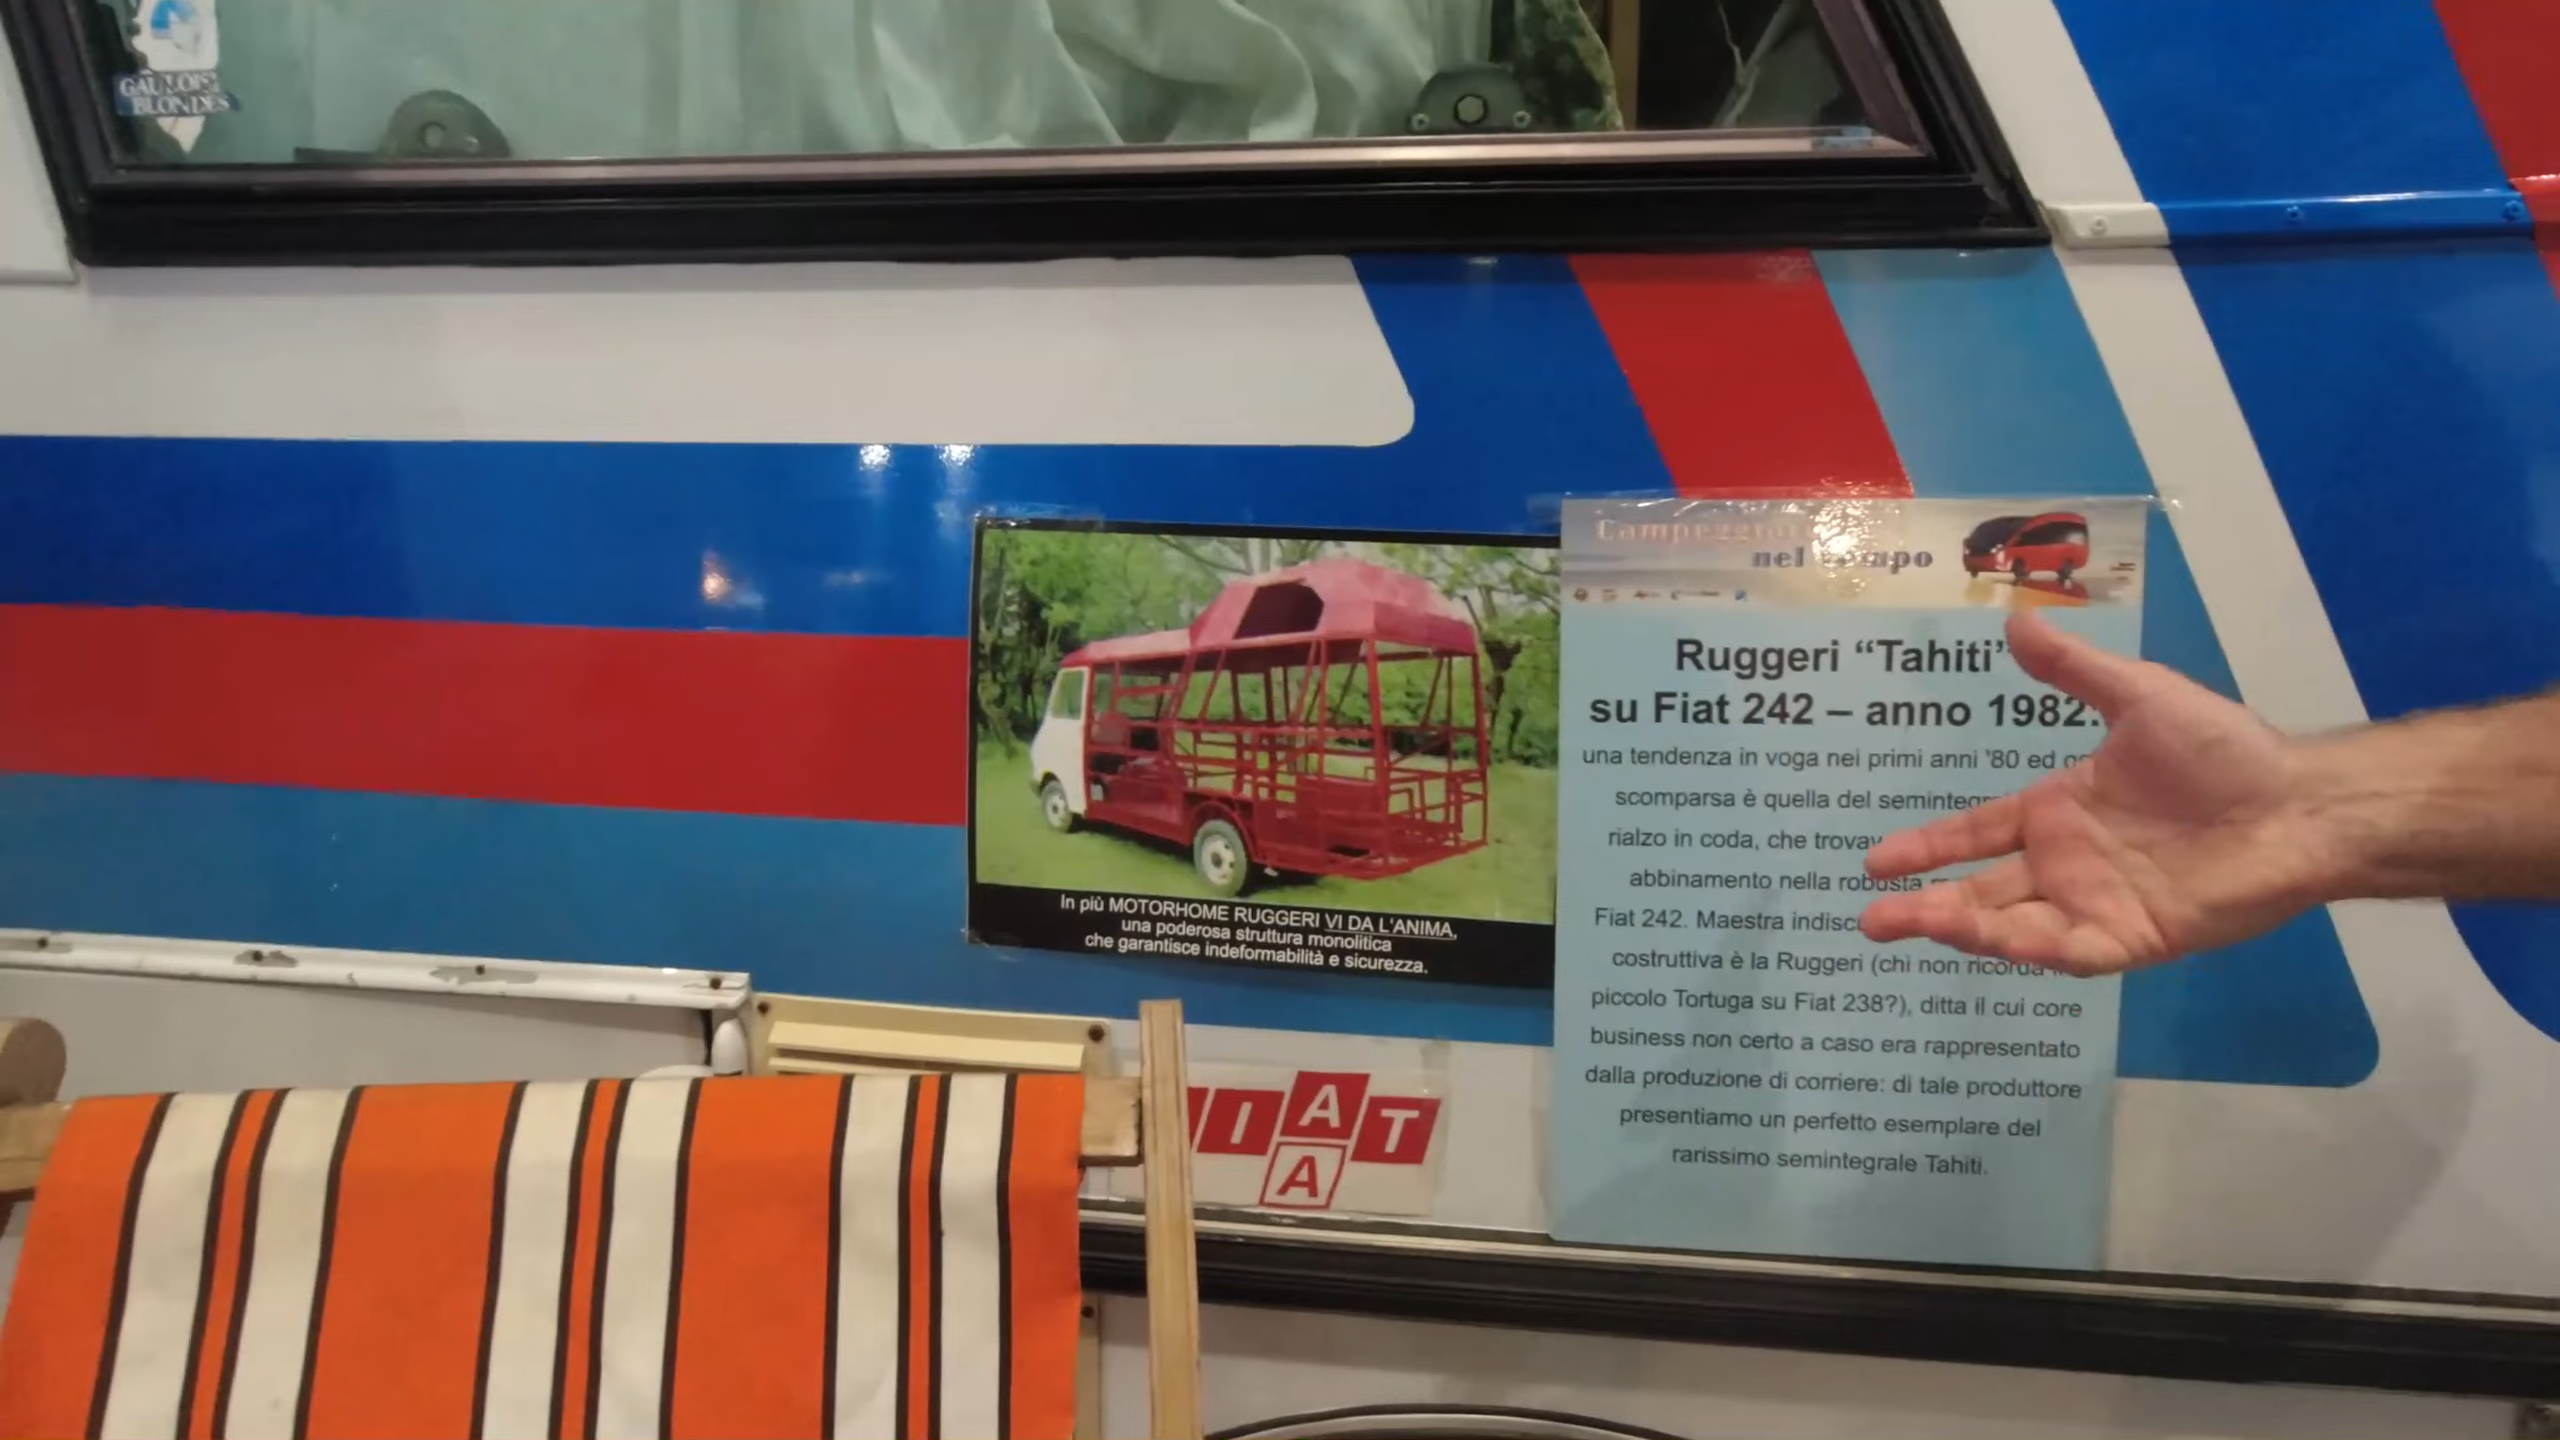 GAULOISES
BLONDES
Campeggiando
nel tempo
Ruggeri “Tahiti”
su Fiat 242 – anno 1982:
una tendenza in voga nei primi anni '80 ed
scomparsa è quella del
rialzo in coda, che
abbinamento nella robusta
Fiat 242. Maestra
costruttiva è la Ruggeri (chi non ricorda
piccolo Tortuga su Fiat 238?), ditta il cui core
business non certo a caso era rappresentato
dalla produzione di corriere: di tale produttore
presentiamo un perfetto esemplare del
rarissimo semintegrale Tahiti.
In più MOTORHOME RUGGERI VI DA L'ANIMA,
una poderosa struttura monolitica
che garantisce indeformabilità e sicurezza.
IAT
A